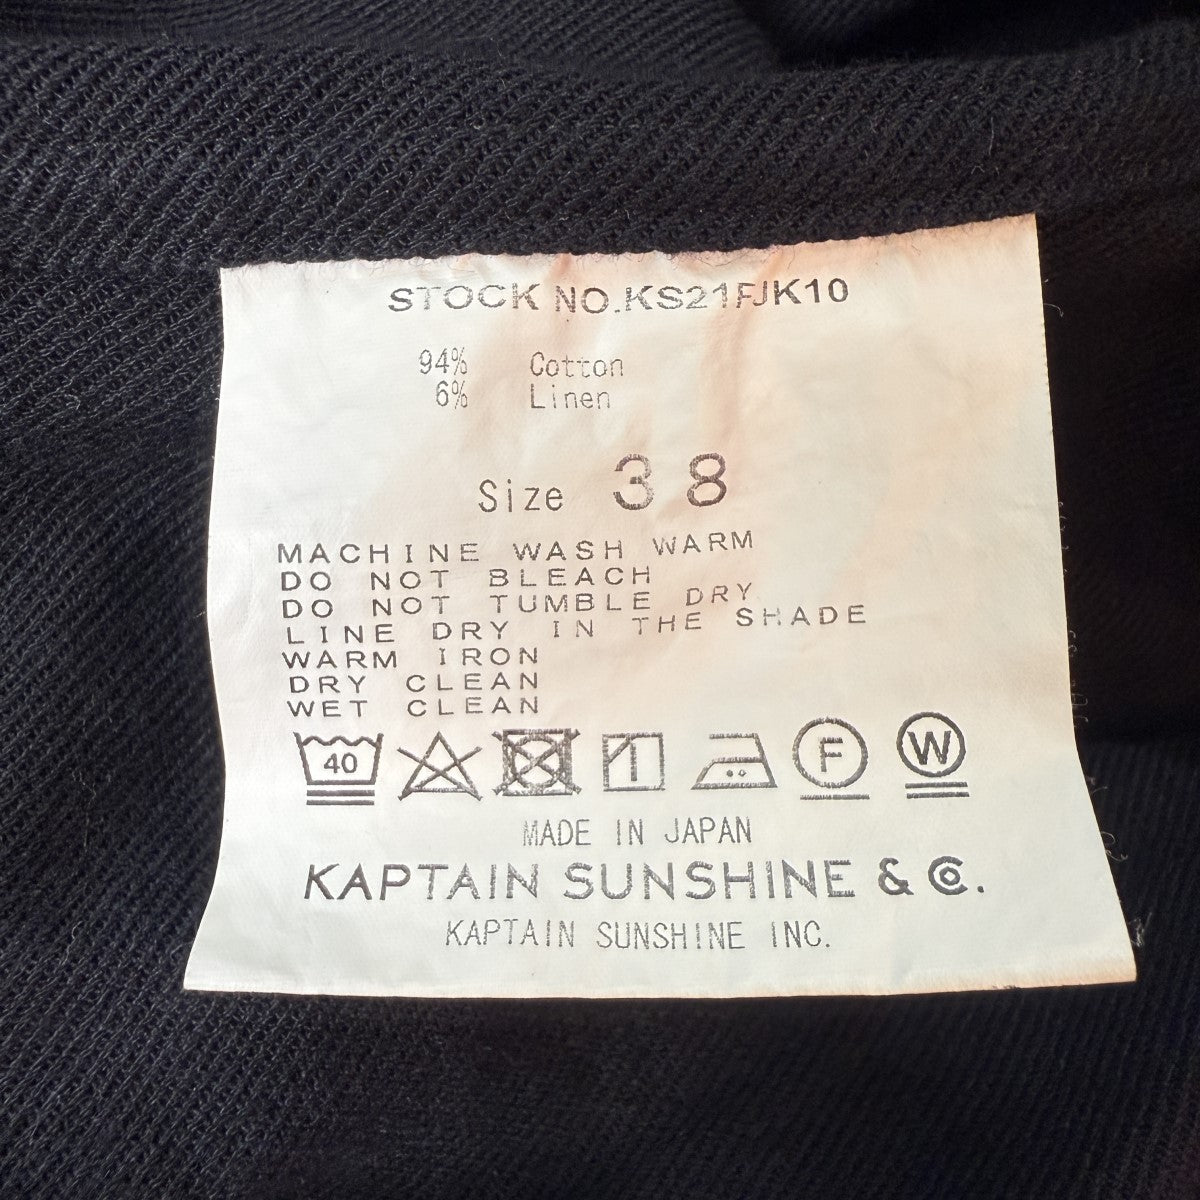 STOCK NO.KS21FJK10
94% Cotton
6% Linen
Size 38
MACHINE WASH WARM
DO NOT BLEACH
DO NOT TUMBLE DRY
LINE DRY IN THE SHADE
WARM IRON
DRY CLEAN
WET CLEAN
40 F W
MADE IN JAPAN
KAPTAIN SUNSHINE & Co.
KAPTAIN SUNSHINE INC.